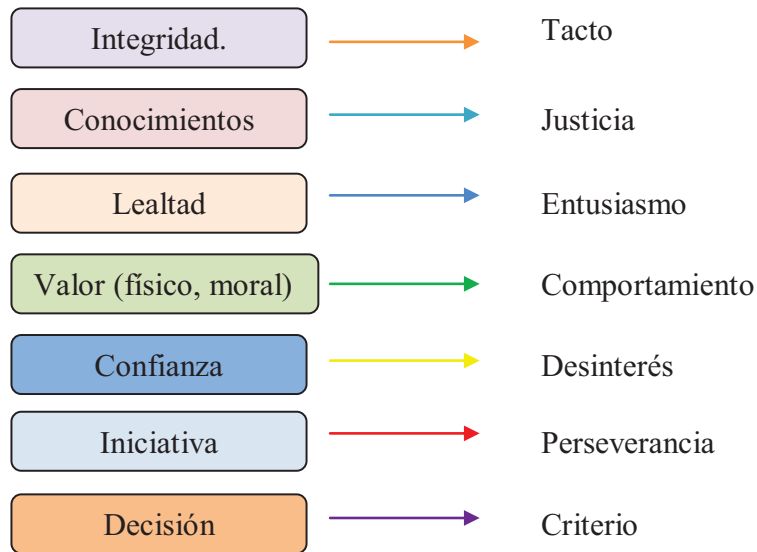 Integridad.
Tacto
Conocimientos
Justicia
Lealtad
Entusiasmo
Valor (físico, moral)
Comportamiento
Confianza
Desinterés
Iniciativa
Perseverancia
Decisión
Criterio